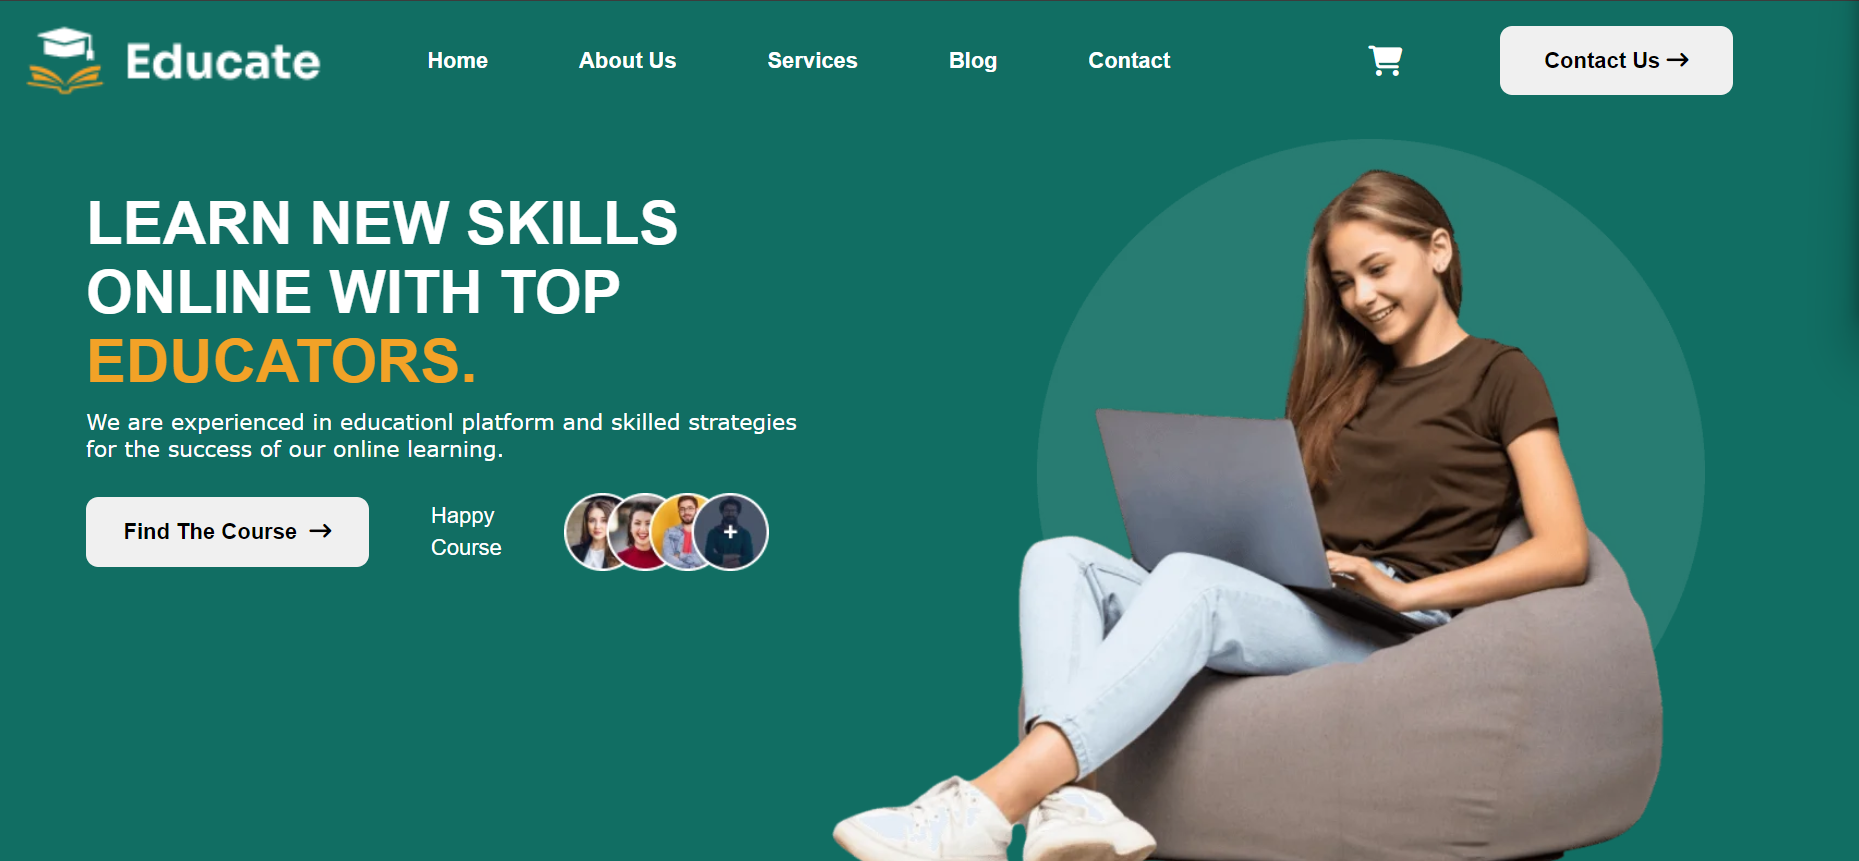 Educate
Home
About Us
Services
Blog
Contact
Contact Us →
LEARN NEW SKILLS
ONLINE WITH TOP
EDUCATORS.
We are experienced in educationl platform and skilled strategies
for the success of our online learning.
Find The Course →
Happy
Course
+